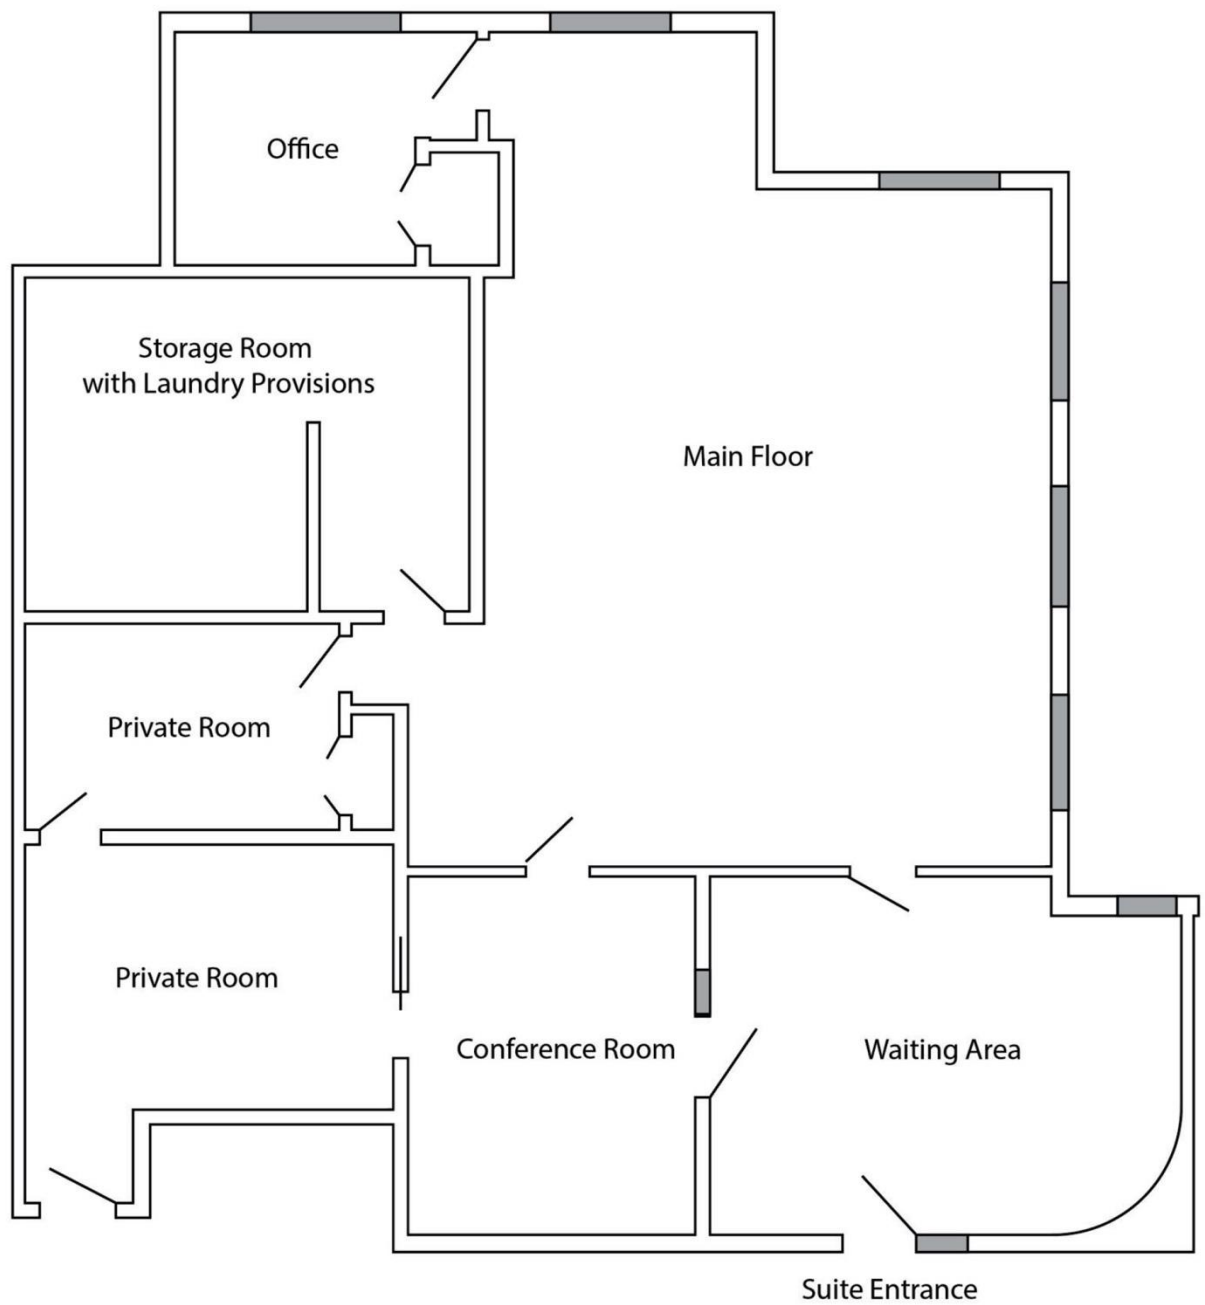 Office
Storage Room
with Laundry Provisions
Main Floor
Private Room
Private Room
Conference Room
Waiting Area
Suite Entrance